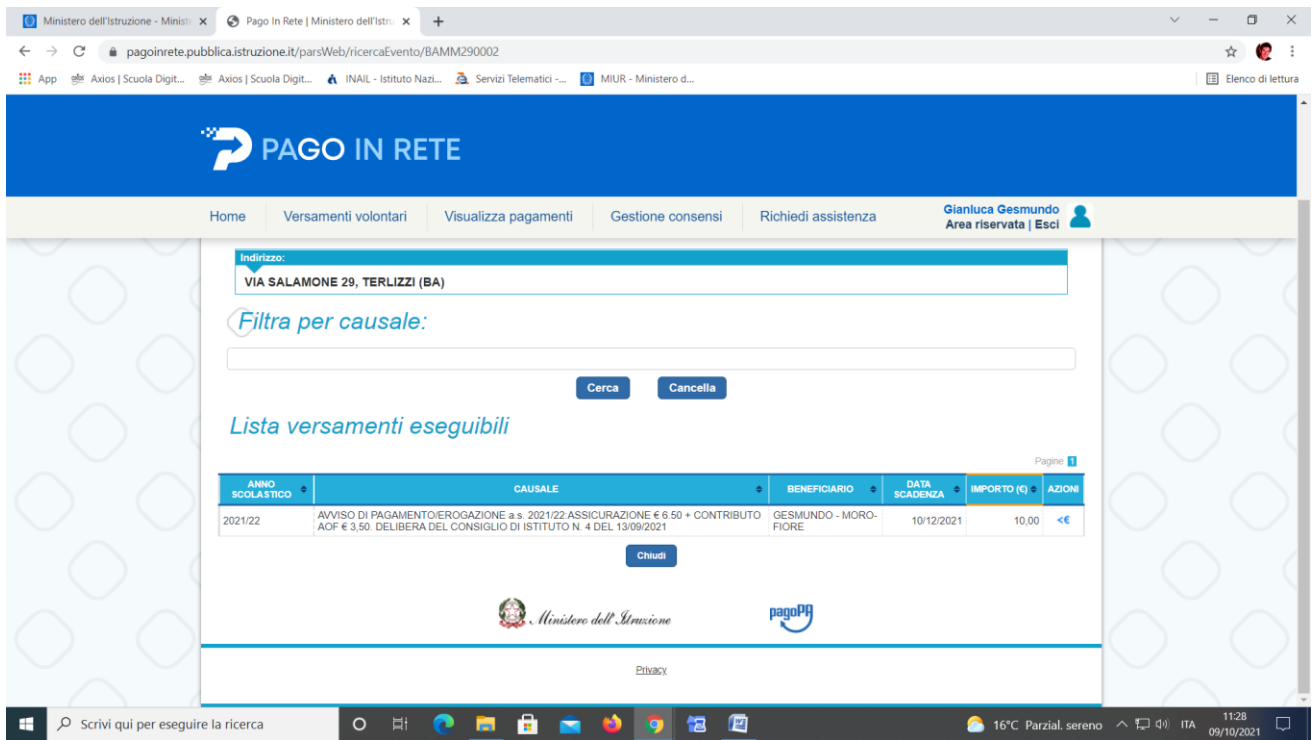 Ministero dell'Istruzione - Minist
Pago In Rete | Ministero dell'Istru
pagoinrete.pubblica.istruzione.it/parsWeb/ricercaEvento/BAMM290002
App
Axios | Scuola Digit...
Axios | Scuola Digit...
INAIL - Istituto Nazi...
Servizi Telematici -...
MIUR - Ministero d...
Elenco di lettura
PAGO IN RETE
Home
Versamenti volontari
Visualizza pagamenti
Gestione consensi
Richiedi assistenza
Gianluca Gesmundo
Area riservata | Esci
Indirizzo:
VIA SALAMONE 29, TERLIZZI (BA)
Filtra per causale:
Cerca
Cancella
Lista versamenti eseguibili
Pagine 1
ANNO SCOLASTICO
CAUSALE
BENEFICIARIO
DATA SCADENZA
IMPORTO (€)
AZIONI
2021/22
AVVISO DI PAGAMENTO/EROGAZIONE a.s. 2021/22:ASSICURAZIONE € 6.50 + CONTRIBUTO
AOF € 3,50. DELIBERA DEL CONSIGLIO DI ISTITUTO N. 4 DEL 13/09/2021
GESMUNDO - MORO-
FIORE
10/12/2021
10,00
<€
Chiudi
Ministero dell'Istruzione
pagoPA
Privacy
Scrivi qui per eseguire la ricerca
16°C Parzial. sereno
ITA
11:28
09/10/2021